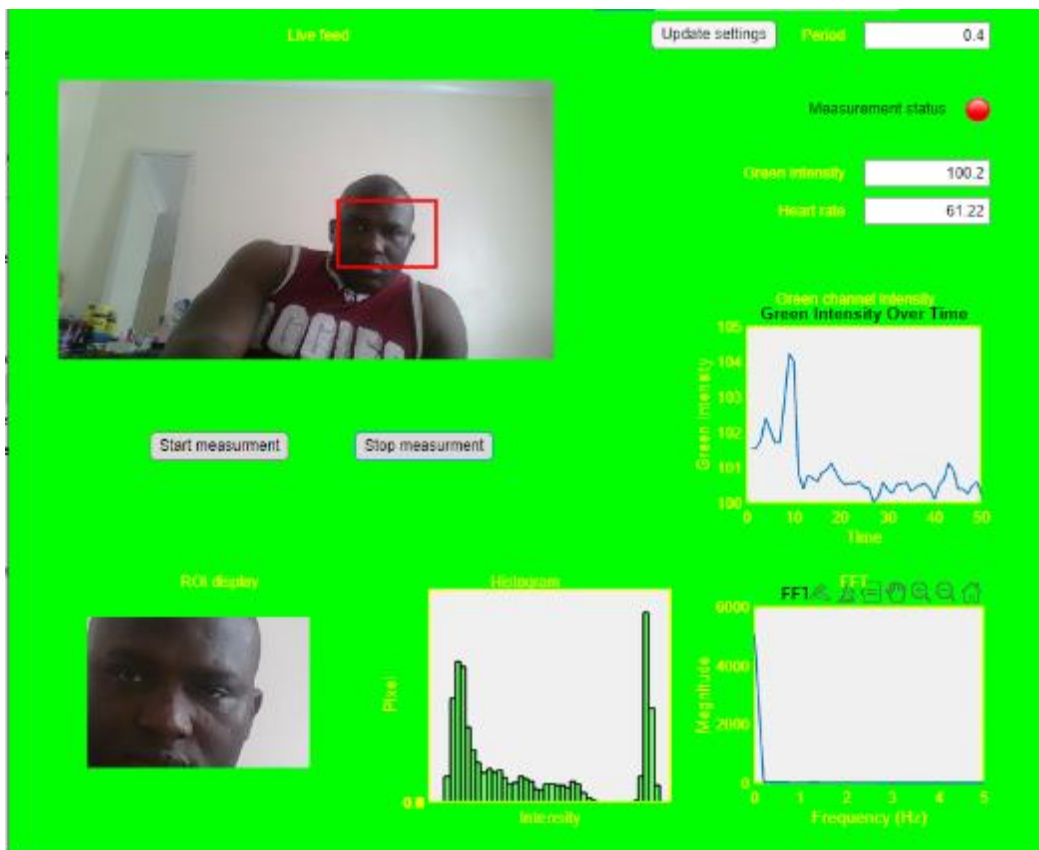 Live feed
Update settings
Period
0.4
Measurement status
Green intensity
100.2
Heart rate
61.22
Green channel intensity
Green Intensity Over Time
Green Intensity
105
104
103
102
101
100
0 10 20 30 40 50
Time
Start measurment
Stop measurment
ROI display
Histogram
Pixel
Intensity
FFT
FFT
Magnitude
6000
4000
2000
0
0 1 2 3 4 5
Frequency (Hz)